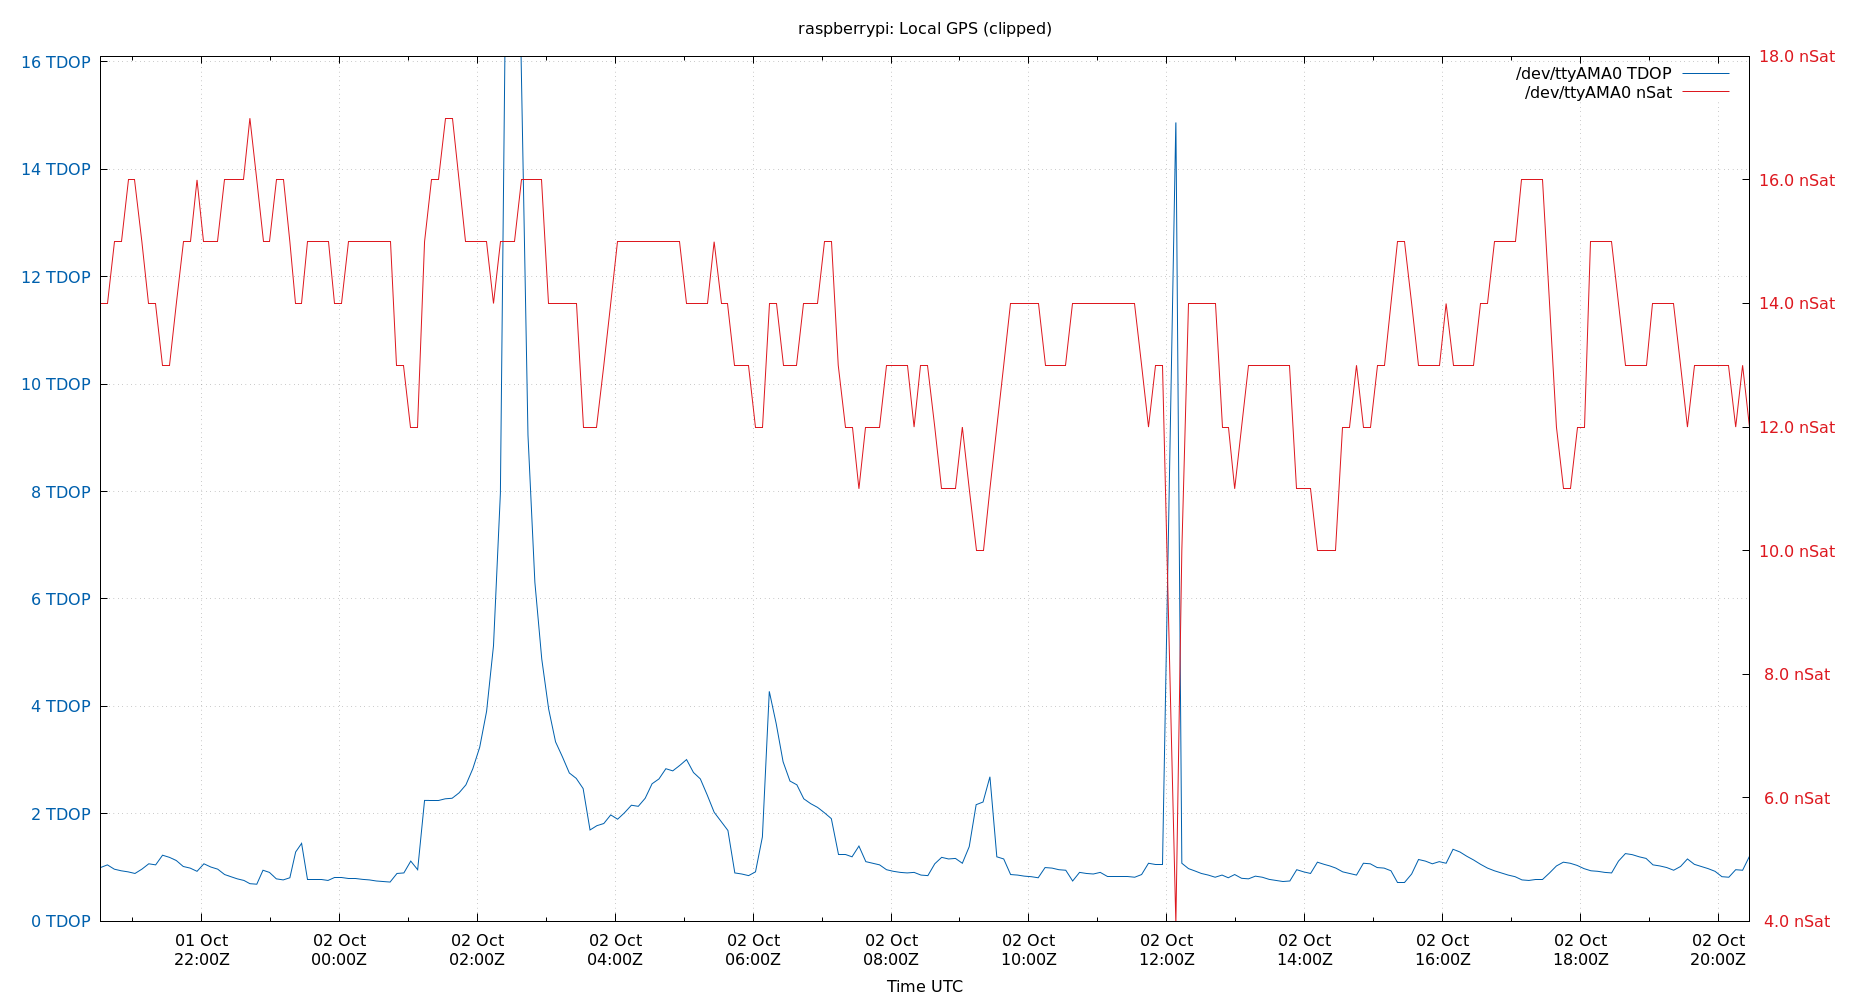 raspberrypi: Local GPS (clipped)
16 TDOP
14 TDOP
12 TDOP
10 TDOP
8 TDOP
6 TDOP
4 TDOP
2 TDOP
0 TDOP
18.0 nSat
16.0 nSat
14.0 nSat
12.0 nSat
10.0 nSat
8.0 nSat
6.0 nSat
4.0 nSat
/dev/ttyAMA0 TDOP
/dev/ttyAMA0 nSat
01 Oct
22:00Z
02 Oct
00:00Z
02 Oct
02:00Z
02 Oct
04:00Z
02 Oct
06:00Z
02 Oct
08:00Z
02 Oct
10:00Z
02 Oct
12:00Z
02 Oct
14:00Z
02 Oct
16:00Z
02 Oct
18:00Z
02 Oct
20:00Z
Time UTC